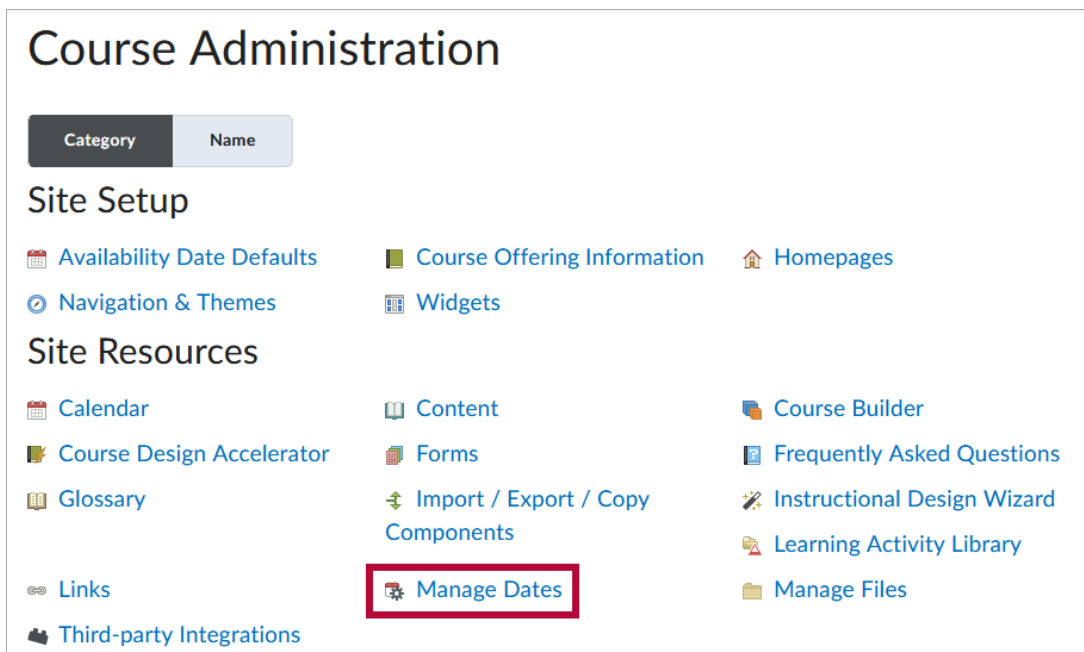 Course Administration
Category Name
Site Setup
Availability Date Defaults Course Offering Information Homepages
Navigation & Themes Widgets
Site Resources
Calendar Content Course Builder
Course Design Accelerator Forms Frequently Asked Questions
Glossary Import / Export / Copy Instructional Design Wizard
Components
Learning Activity Library
Links Manage Dates Manage Files
Third-party Integrations